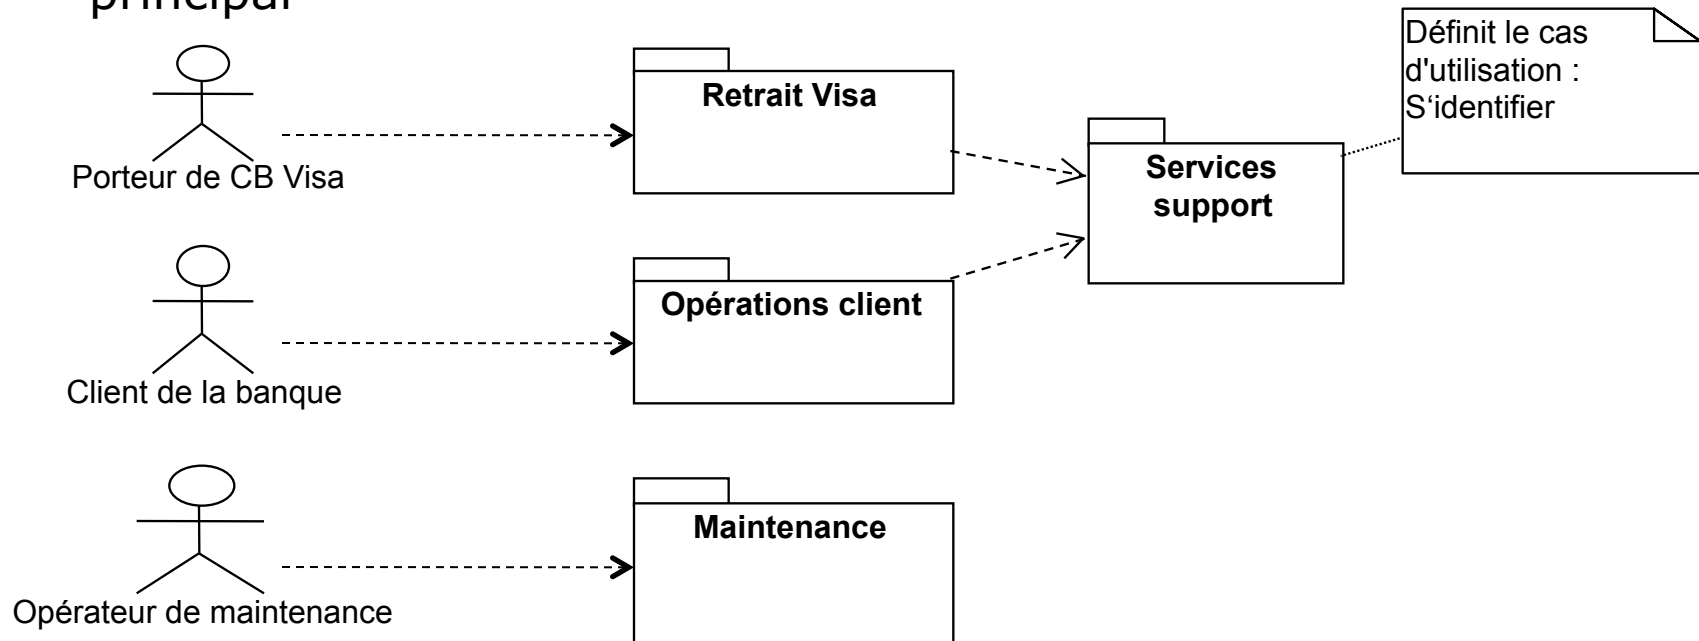 principal
Définit le cas
d'utilisation :
S‘identifier
Retrait Visa
Porteur de CB Visa
Services
support
Opérations client
Client de la banque
Maintenance
Opérateur de maintenance